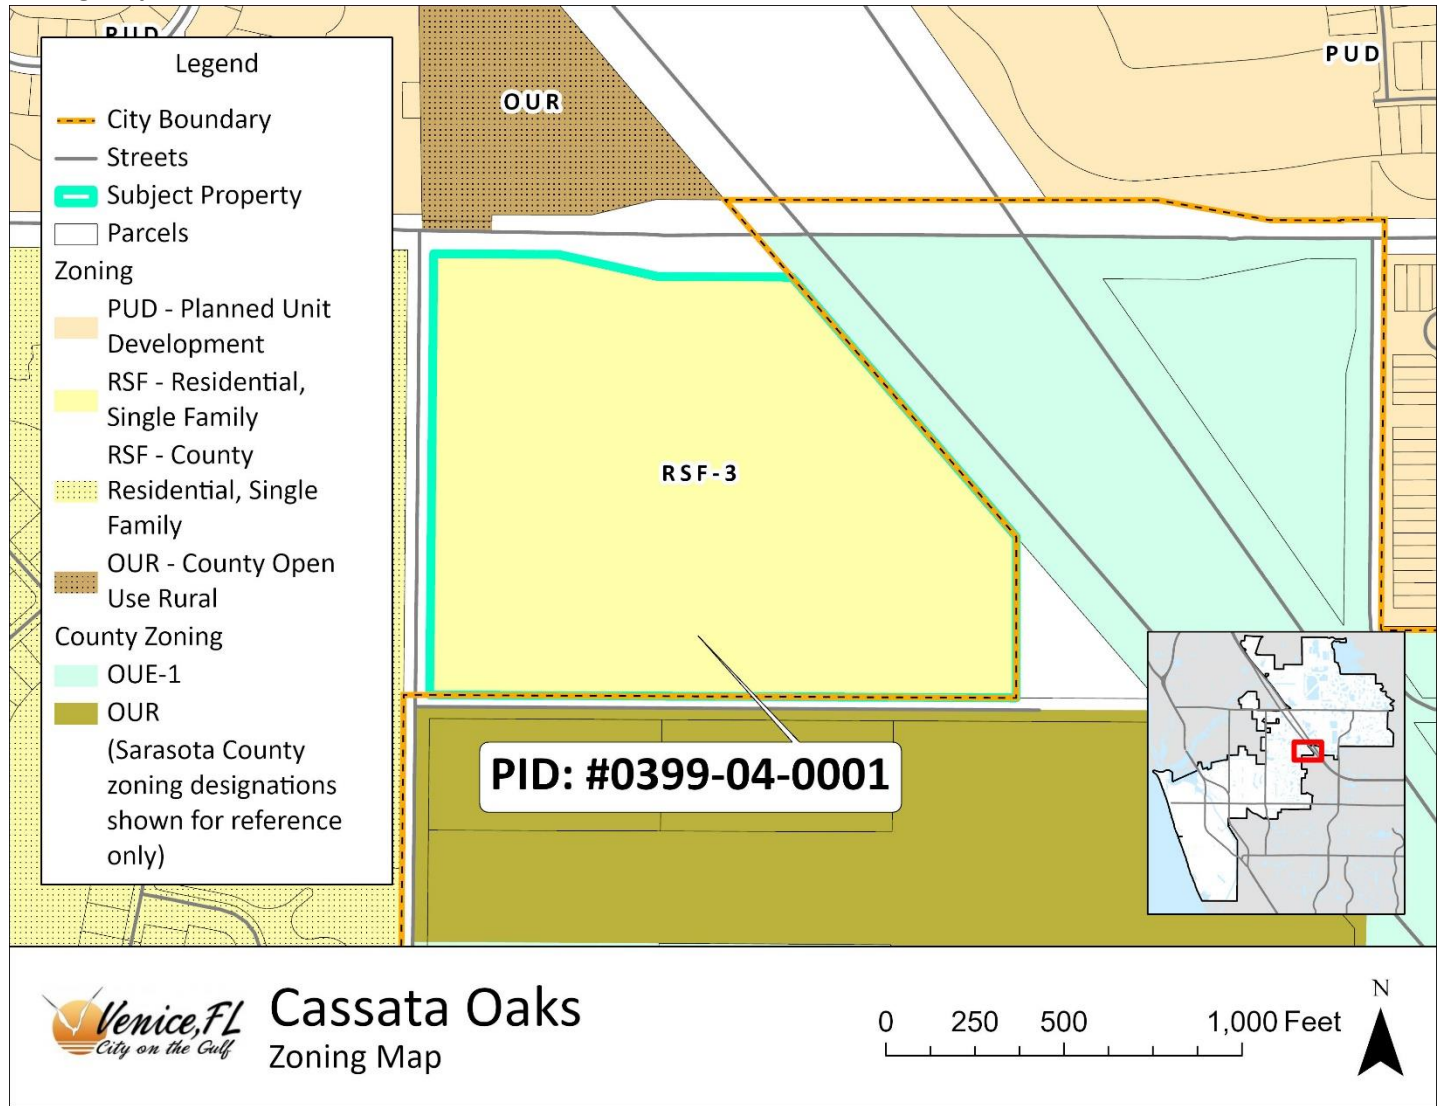 PUD
OUR
PUD
Legend
City Boundary
Streets
Subject Property
Parcels
Zoning
PUD - Planned Unit
Development
RSF - Residential,
Single Family
RSF - County
Residential, Single
Family
OUR - County Open
Use Rural
County Zoning
OUE-1
OUR
(Sarasota County
zoning designations
shown for reference
only)
RSF-3
PID: #0399-04-0001
Venice, FL
City on the Gulf
Cassata Oaks
Zoning Map
0 250 500 1,000 Feet
N